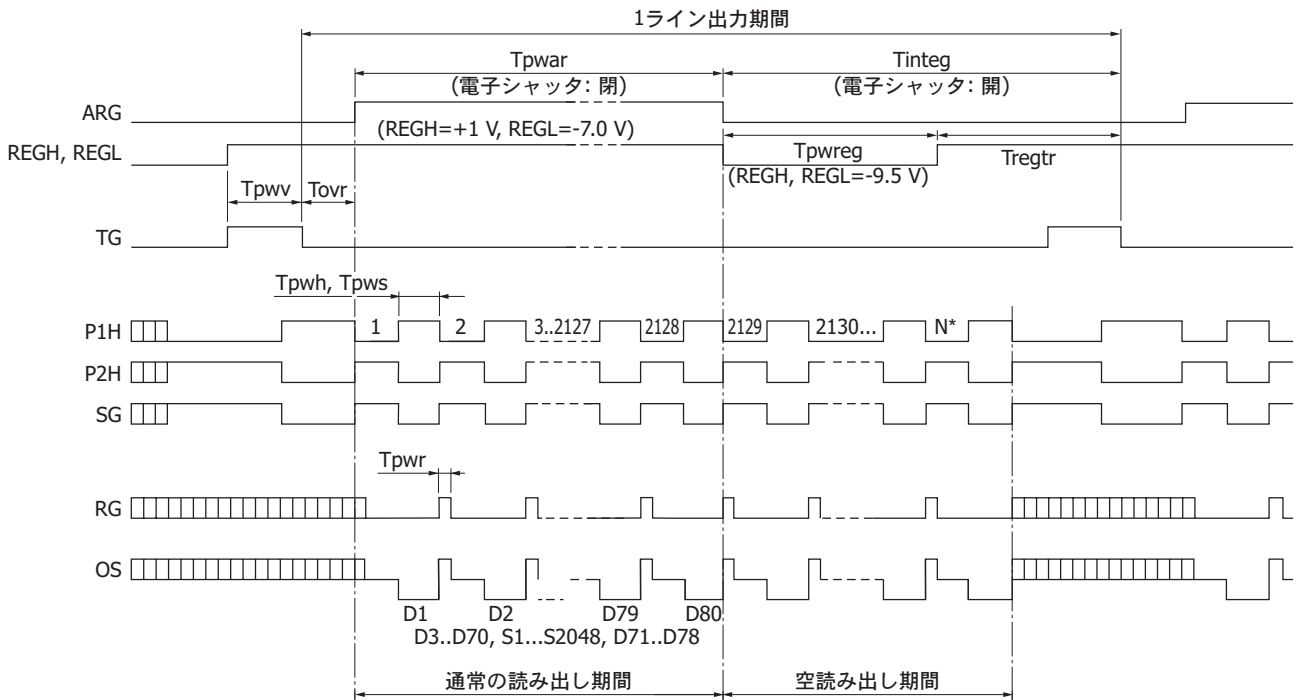 1ライン出力期間
Tpwar
Tinteg
(電子シャッタ: 閉)
(電子シャッタ: 開)
ARG
(REGH=+1 V, REGL=-7.0 V)
REGH, REGL
Tpwreg
Tregtr
(REGH, REGL=-9.5 V)
Tpwv
Tovr
TG
Tpwh, Tpws
P1H
1
2
3..2127
2128
2129
2130...
N*
P2H
SG
Tpwr
RG
OS
D1
D2
D79
D80
D3..D70, S1...S2048, D71..D78
通常の読み出し期間
空読み出し期間